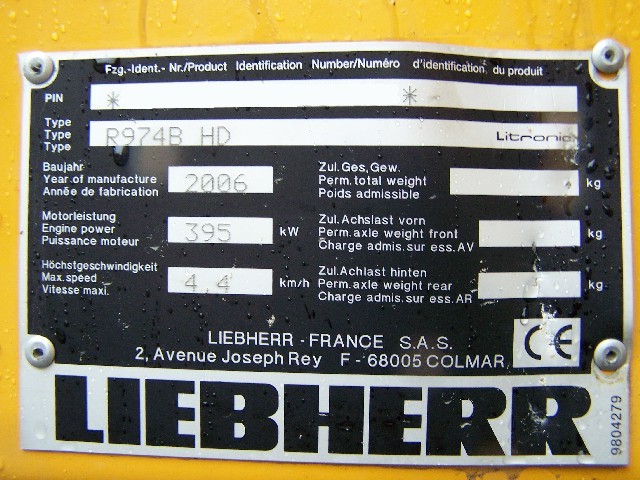 Fzg.-Ident.- Nr./Product Identification Number/Numéro d'identification du produit
PIN * *
Type
Type R974B HD Litronic
Type
Baujahr
Year of manufacture 2006
Année de fabrication
Zul.Ges.Gew.
Perm.total weight kg
Poids admissible
Motorleistung
Engine power 395 kW
Puissance moteur
Zul.Achslast vorn
Perm.axle weight front kg
Charge admis.sur ess.AV
Höchstgeschwindigkeit
Max.speed 4,4 km/h
Vitesse maxi.
Zul.Achlast hinten
Perm.axle weight rear kg
Charge admis.sur ess.AR
LIEBHERR - FRANCE S.A.S.
2, Avenue Joseph Rey F - 68005 COLMAR
CE
LIEBHERR
9804279